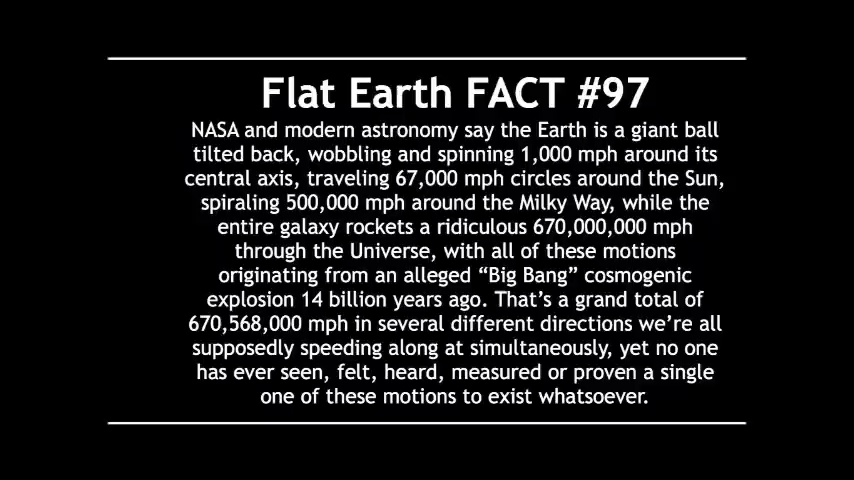 Flat Earth FACT #97
NASA and modern astronomy say the Earth is a giant ball
tilted back, wobbling and spinning 1,000 mph around its
central axis, traveling 67,000 mph circles around the Sun,
spiraling 500,000 mph around the Milky Way, while the
entire galaxy rockets a ridiculous 670,000,000 mph
through the Universe, with all of these motions
originating from an alleged “Big Bang” cosmogenic
explosion 14 billion years ago. That’s a grand total of
670,568,000 mph in several different directions we’re all
supposedly speeding along at simultaneously, yet no one
has ever seen, felt, heard, measured or proven a single
one of these motions to exist whatsoever.